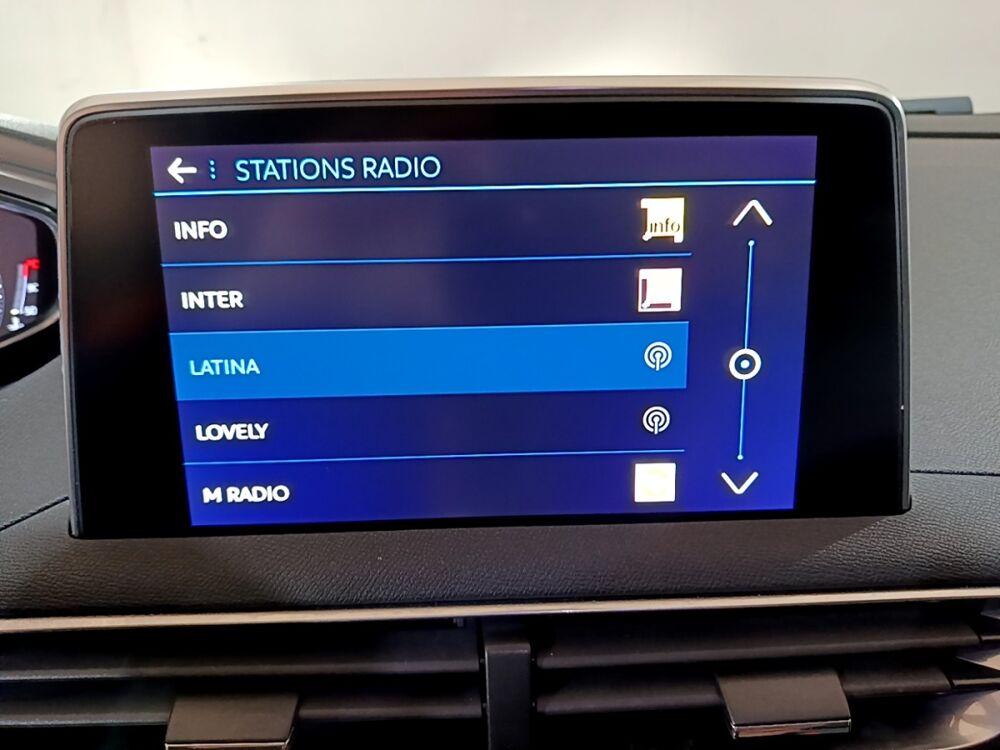 STATIONS RADIO
INFO
info
INTER
LATINA
LOVELY
M RADIO